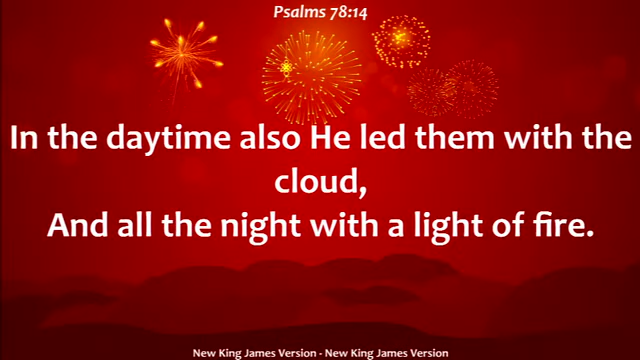 Psalms 78:14
In the daytime also He led them with the
cloud,
And all the night with a light of fire.
New King James Version - New King James Version